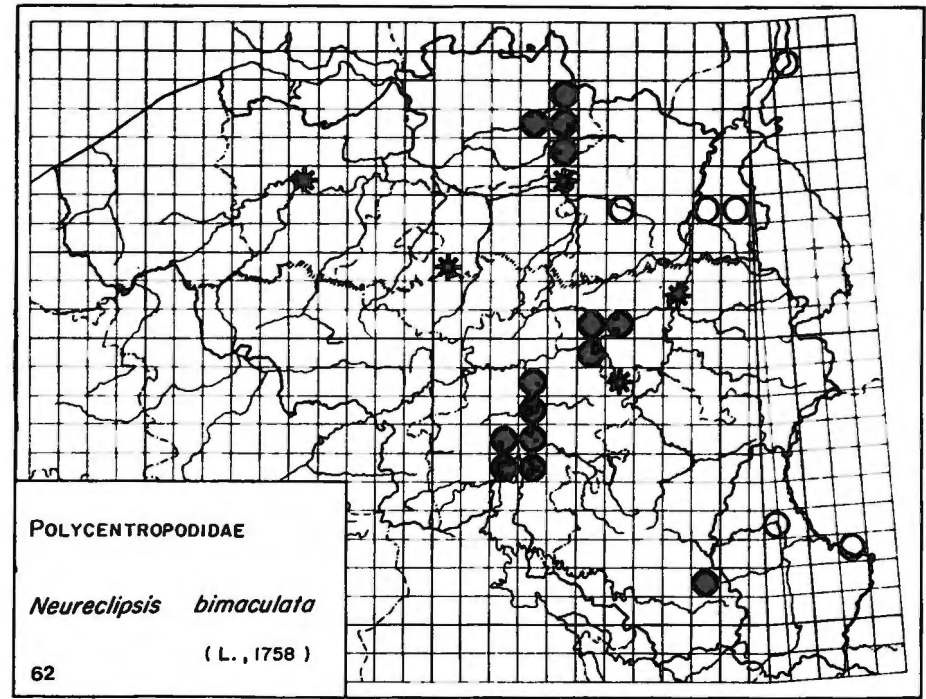 POLYCENTROPODIDAE
Neureclipsis bimaculata
(L., 1758)
62